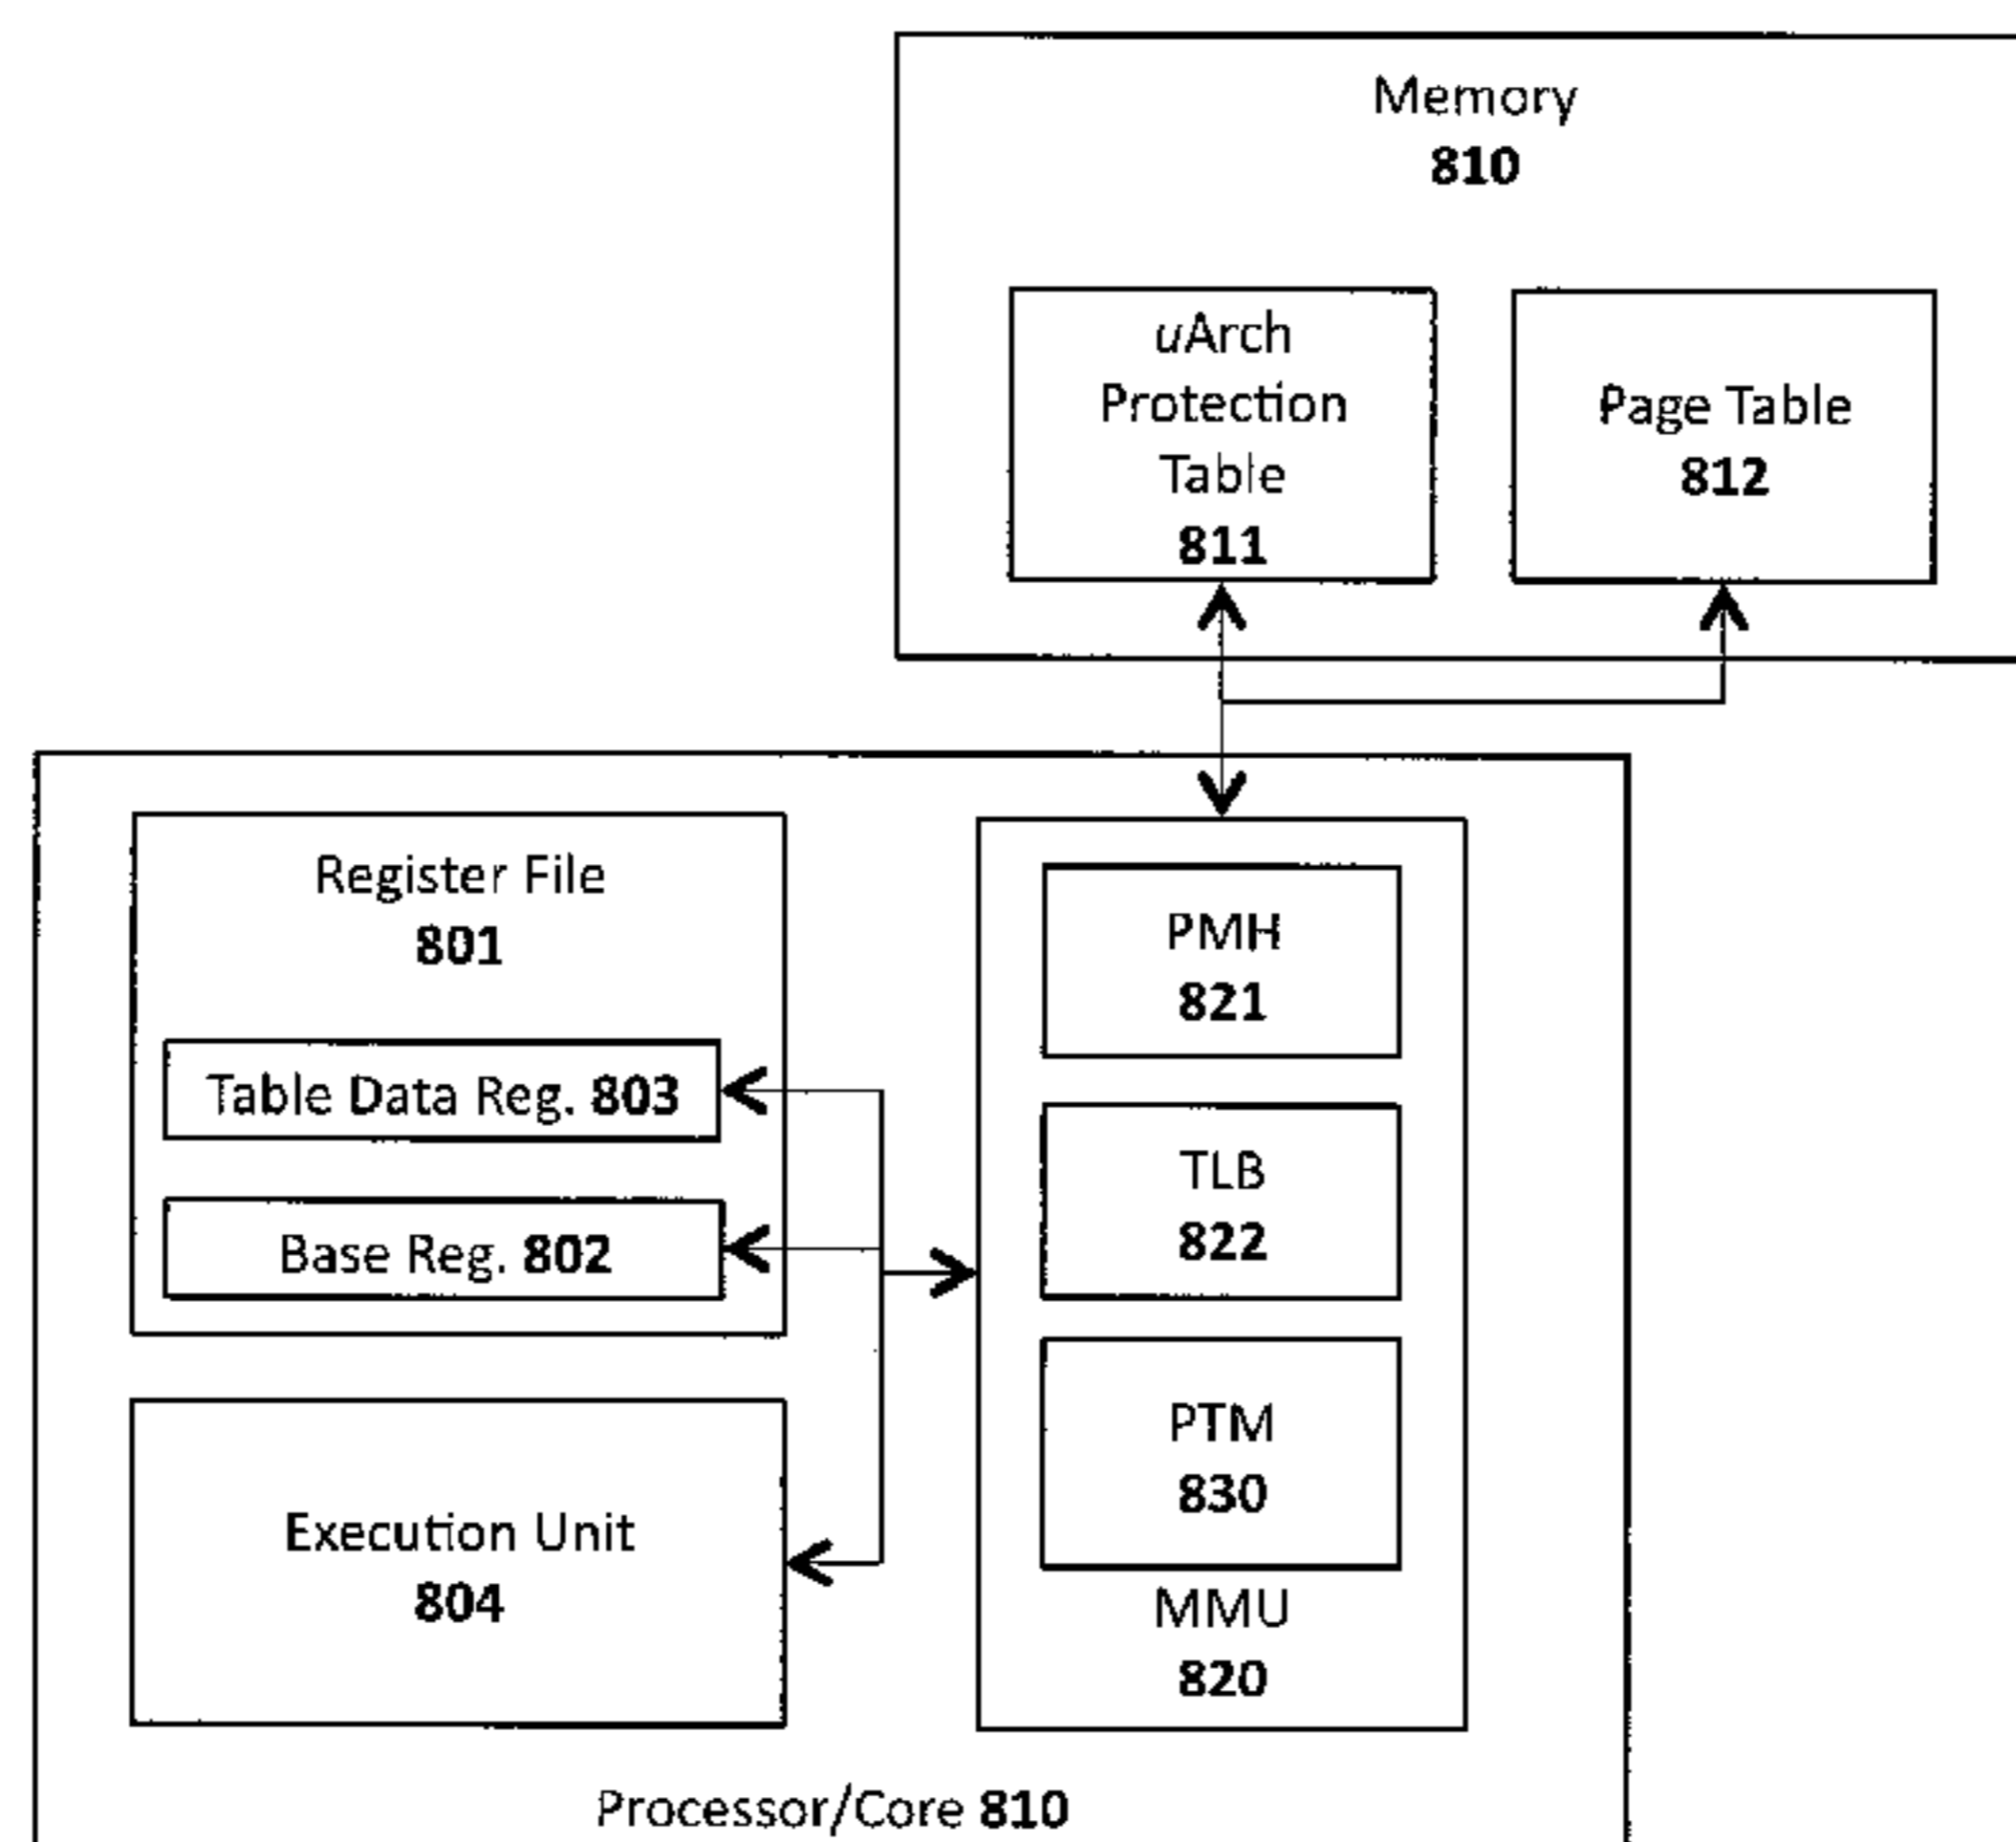 Memory
810
uArch
Protection
Table
811
Page Table
812
Register File
801
Table Data Reg. 803
Base Reg. 802
Execution Unit
804
PMH
821
TLB
822
PTM
830
MMU
820
Processor/Core 810